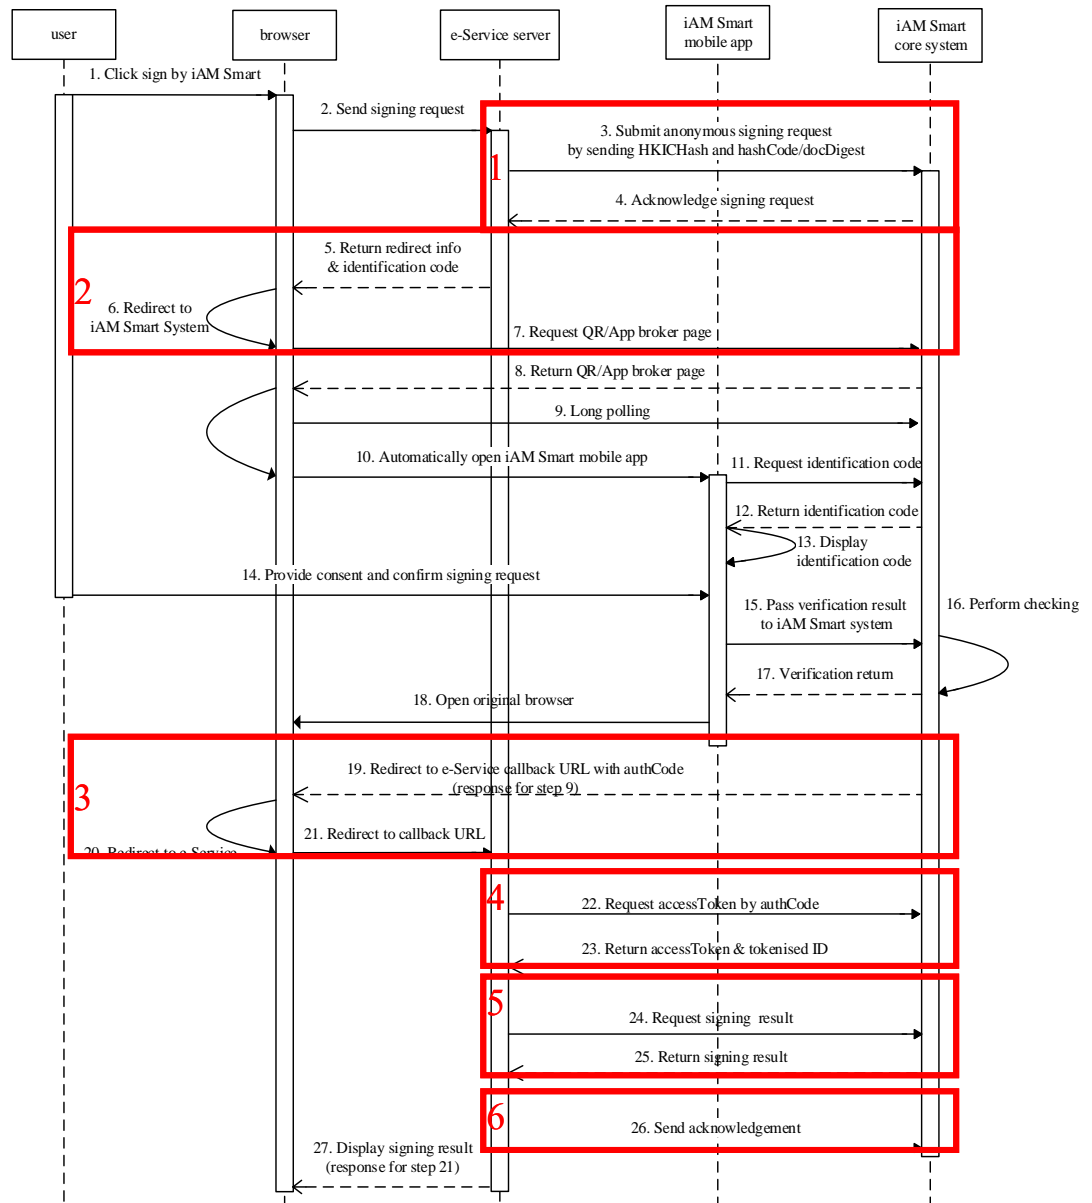 user
browser
e-Service server
iAM Smart
mobile app
iAM Smart
core system
1. Click sign by iAM Smart
2. Send signing request
1
3. Submit anonymous signing request
by sending HKICHash and hashCode/docDigest
4. Acknowledge signing request
2
5. Return redirect info
& identification code
6. Redirect to
iAM Smart System
7. Request QR/App broker page
8. Return QR/App broker page
9. Long polling
10. Automatically open iAM Smart mobile app
11. Request identification code
12. Return identification code
13. Display
identification code
14. Provide consent and confirm signing request
15. Pass verification result
to iAM Smart system
16. Perform checking
17. Verification return
18. Open original browser
3
19. Redirect to e-Service callback URL with authCode
(response for step 9)
20. Redirect to e-Service
21. Redirect to callback URL
4
22. Request accessToken by authCode
23. Return accessToken & tokenised ID
5
24. Request signing result
25. Return signing result
6
26. Send acknowledgement
27. Display signing result
(response for step 21)